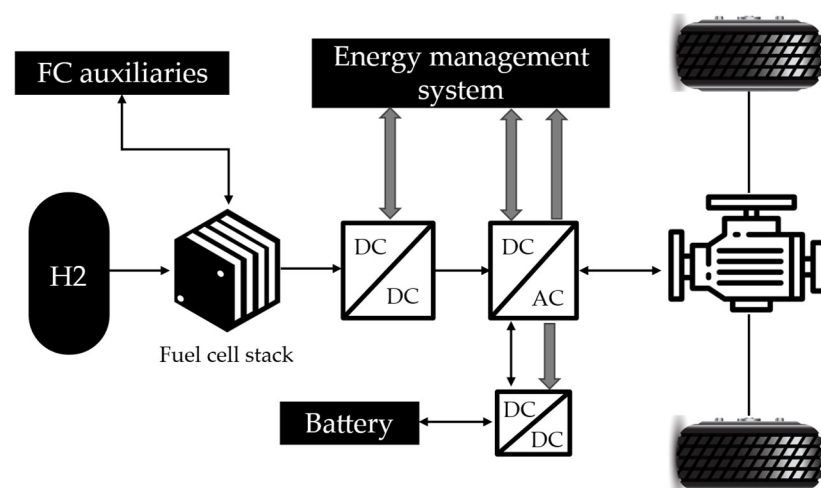 Energy management
system
FC auxiliaries
H2
Fuel cell stack
DC
DC
DC
AC
Battery
DC
DC